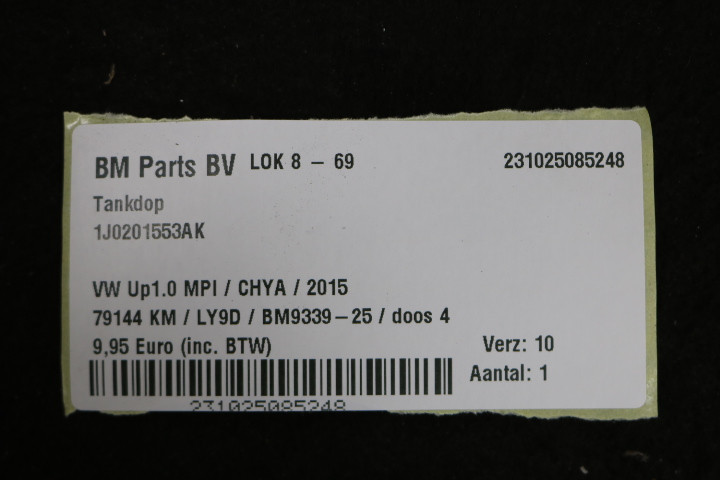 BM Parts BV LOK 8 – 69 231025085248
Tankdop
1J0201553AK
VW Up1.0 MPI / CHYA / 2015
79144 KM / LY9D / BM9339–25 / doos 4
9,95 Euro (inc. BTW) Verz: 10
Aantal: 1
231025085248